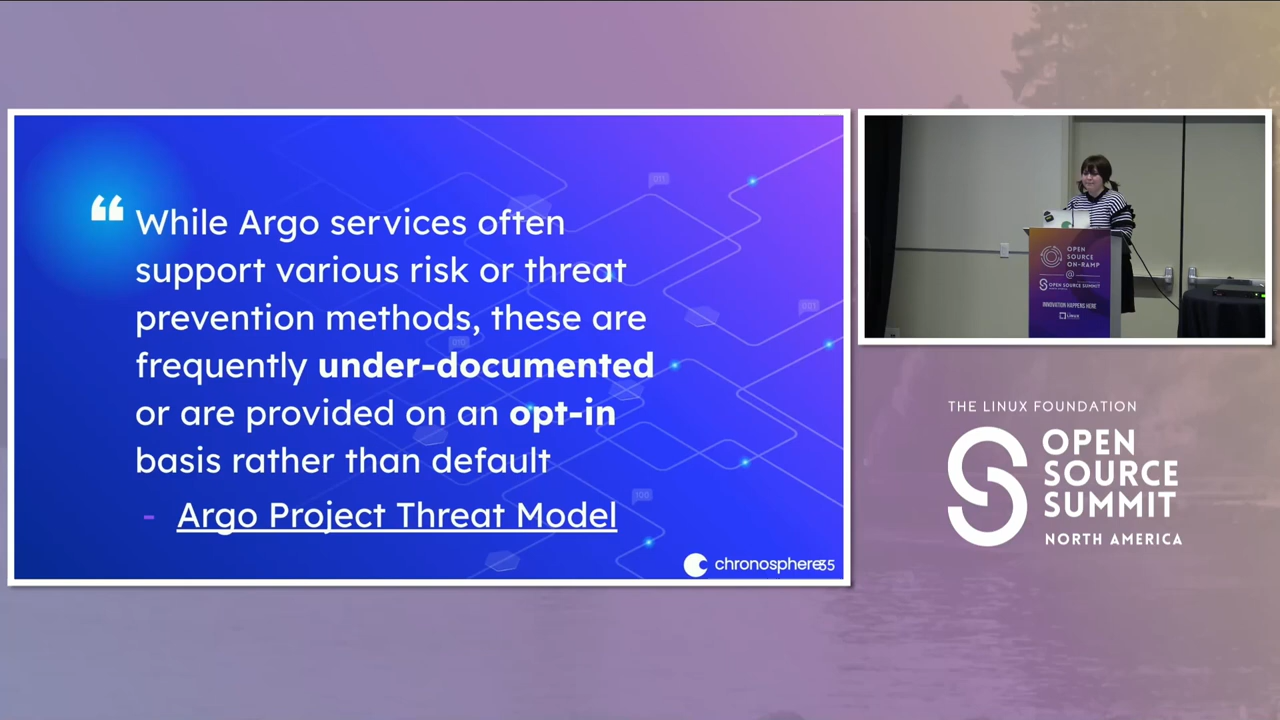 “ While Argo services often
support various risk or threat
prevention methods, these are
frequently under-documented
or are provided on an opt-in
basis rather than default
- Argo Project Threat Model
chronosphere35
OPEN
SOURCE
ON-RAMP
@
OPEN SOURCE SUMMIT
INNOVATION HAPPENS HERE
THE LINUX FOUNDATION
OPEN
SOURCE
SUMMIT
NORTH AMERICA